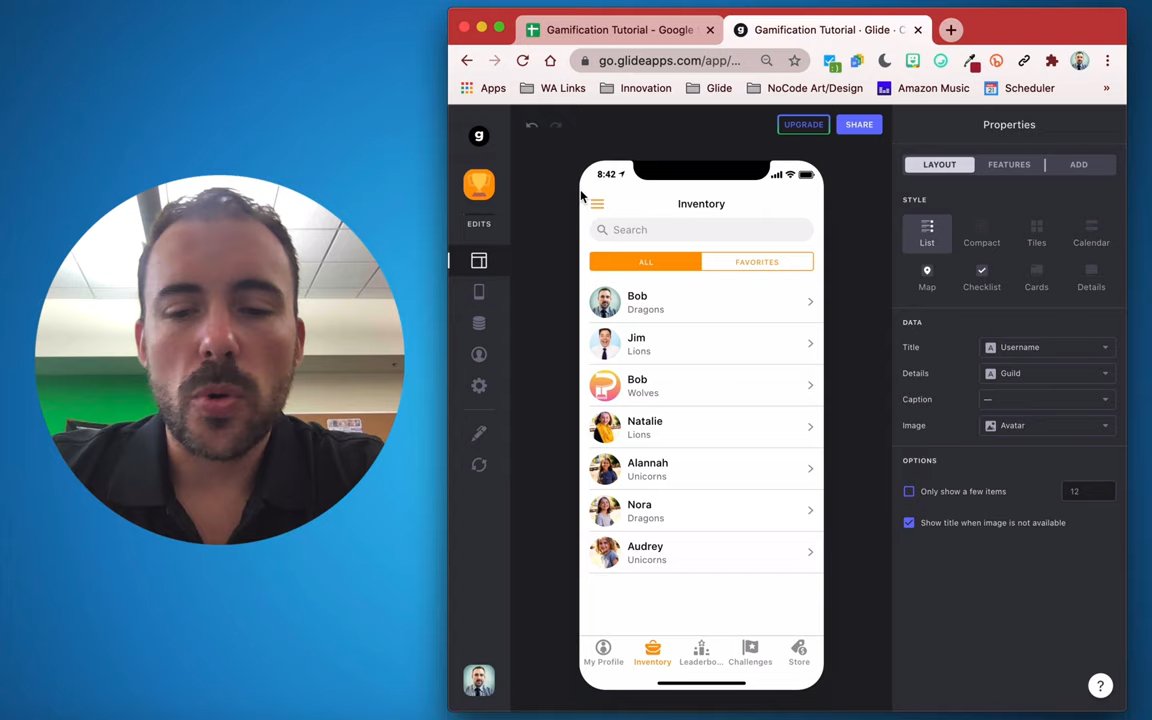 Gamification Tutorial - Google
Gamification Tutorial · Glide · C
go.glideapps.com/app/...
Apps
WA Links
Innovation
Glide
NoCode Art/Design
Amazon Music
Scheduler
»
g
EDITS
UPGRADE
SHARE
8:42
Inventory
Search
ALL
FAVORITES
Bob
Dragons
Jim
Lions
Bob
Wolves
Natalie
Lions
Alannah
Unicorns
Nora
Dragons
Audrey
Unicorns
My Profile
Inventory
Leaderbo...
Challenges
Store
Properties
LAYOUT
FEATURES
ADD
STYLE
List
Compact
Tiles
Calendar
Map
Checklist
Cards
Details
DATA
Title
A Username
Details
A Guild
Caption
—
Image
Avatar
OPTIONS
Only show a few items
12
Show title when image is not available
?